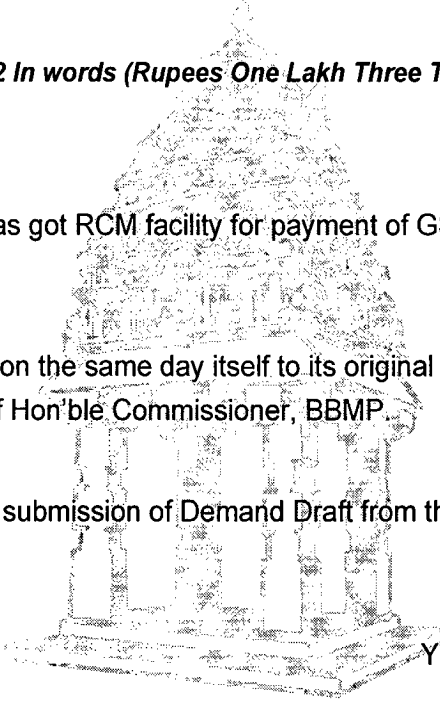 2 In words (Rupees One Lakh Three T
as got RCM facility for payment of G
on the same day itself to its original
f Hon'ble Commissioner, BBMP.
submission of Demand Draft from th
Y